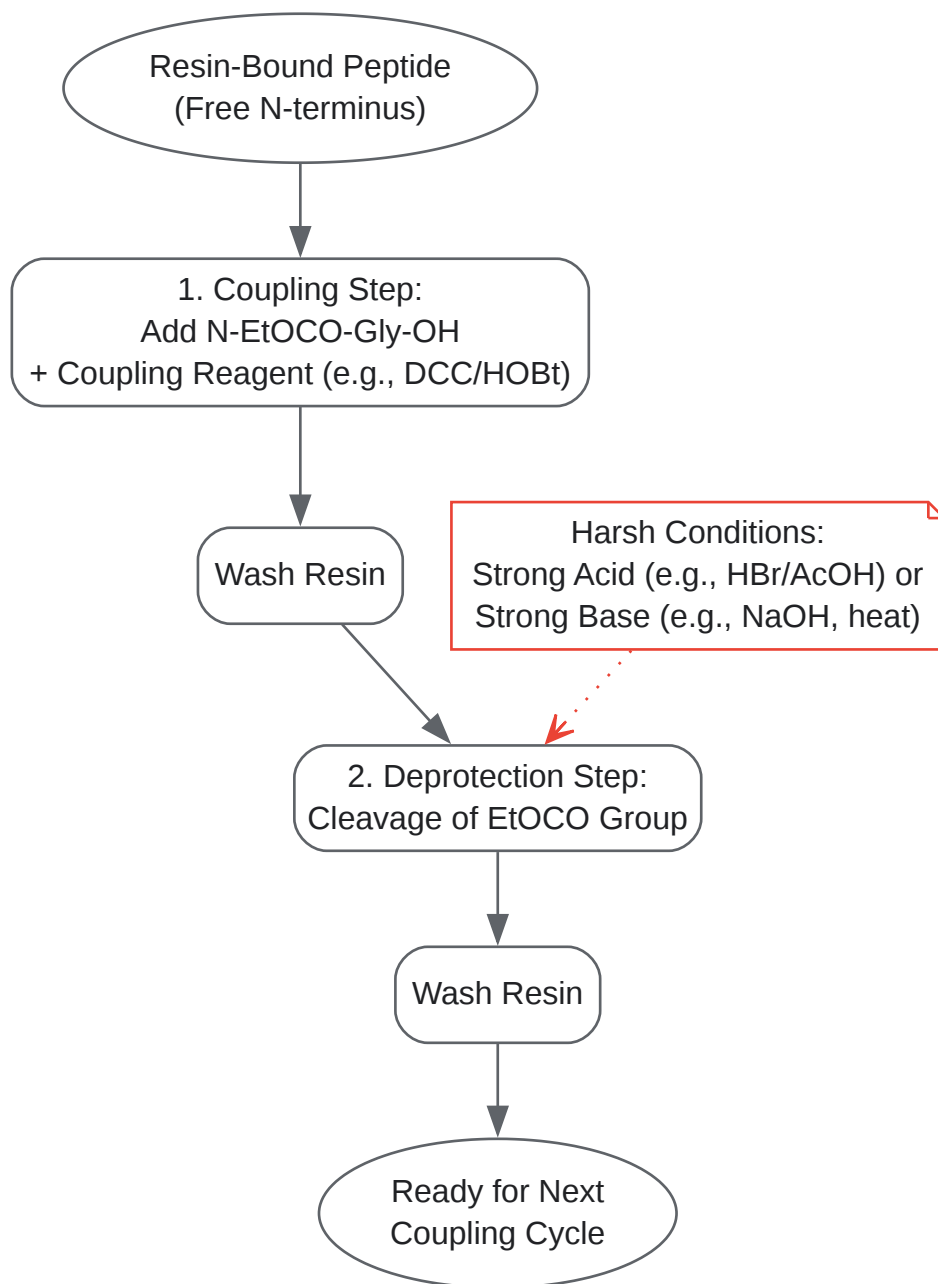 Resin-Bound Peptide
(Free N-terminus)
1. Coupling Step:
Add N-EtOCO-Gly-OH
+ Coupling Reagent (e.g., DCC/HOBt)
Wash Resin
Harsh Conditions:
Strong Acid (e.g., HBr/AcOH) or
Strong Base (e.g., NaOH, heat)
2. Deprotection Step:
Cleavage of EtOCO Group
Wash Resin
Ready for Next
Coupling Cycle